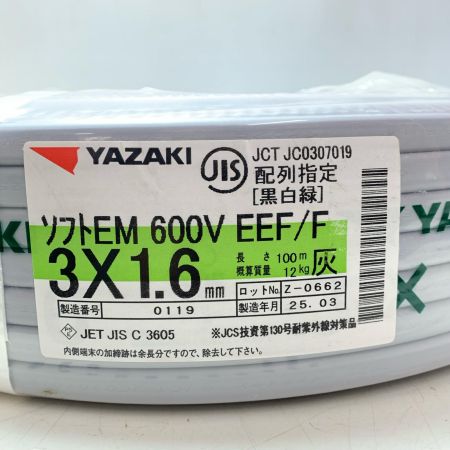 YAZAKI
JIS
JCT JC0307019
配列指定
[黒白緑]
ソフトEM 600V EEF/F
3X1.6mm
長さ 100m
概算質量 12kg
灰
ロットNo. Z-0662
製造番号 0119
製造年月 25.03
JET JIS C 3605
※JCS技資第130号耐紫外線対策品
内側端末の加締跡は余長分ですので、除去して下さい。
YAZAK